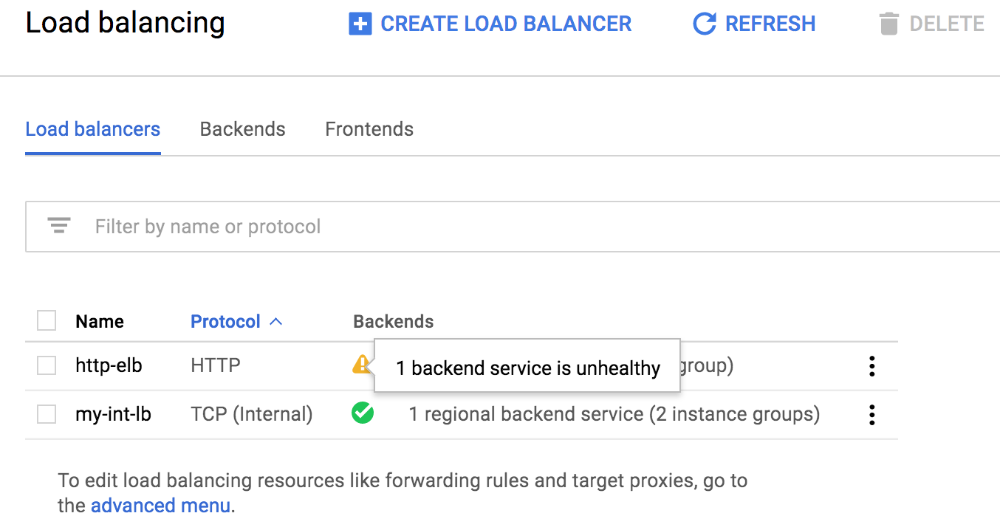 Load balancing
CREATE LOAD BALANCER
REFRESH
DELETE
Load balancers
Backends
Frontends
Filter by name or protocol
Name Protocol Backends
http-elb HTTP 1 backend service is unhealthy group)
my-int-lb TCP (Internal) 1 regional backend service (2 instance groups)
To edit load balancing resources like forwarding rules and target proxies, go to
the advanced menu.